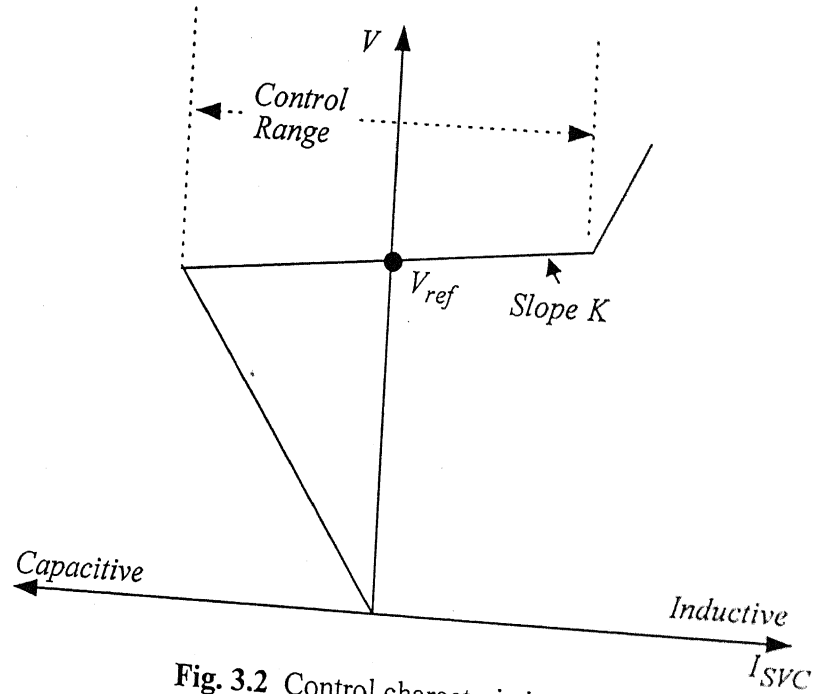 V
Control
Range
V_ref
Slope K
Capacitive
Inductive
I_SVC
Fig. 3.2 Control